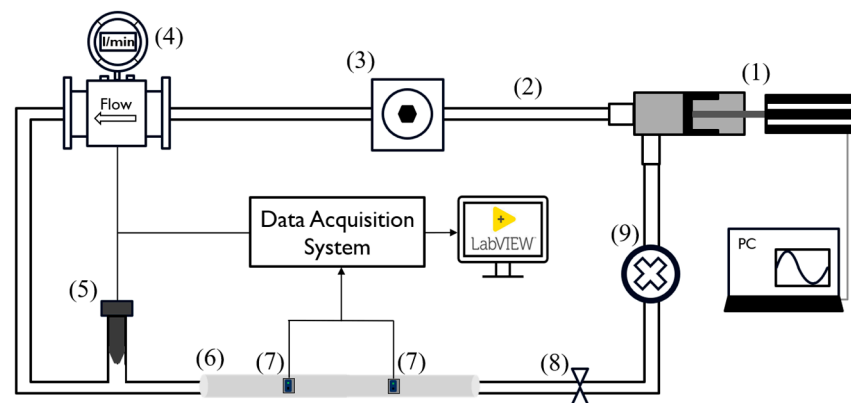 l/min
(4)
(3)
(2)
(1)
Flow
Data Acquisition
System
LabVIEW
(9)
PC
(5)
(6)
(7)
(7)
(8)